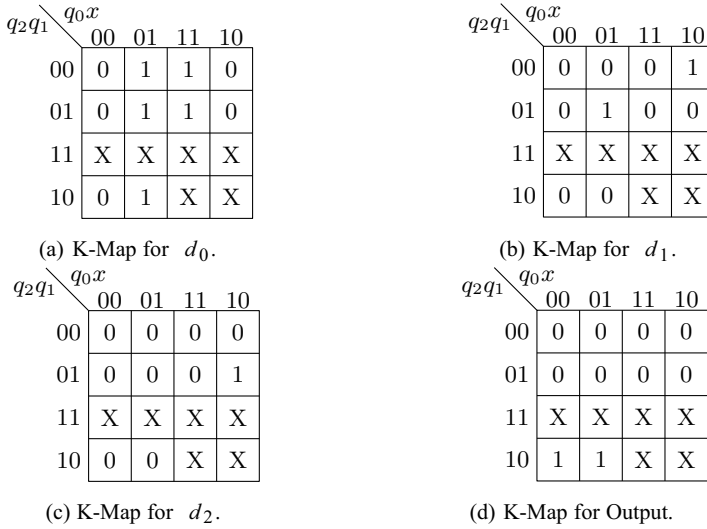 q₀x
q₂q₁ 00 01 11 10
00 0 1 1 0
01 0 1 1 0
11 X X X X
10 0 1 X X
(a) K-Map for d₀.
q₀x
q₂q₁ 00 01 11 10
00 0 0 0 1
01 0 1 0 0
11 X X X X
10 0 0 X X
(b) K-Map for d₁.
q₀x
q₂q₁ 00 01 11 10
00 0 0 0 0
01 0 0 0 1
11 X X X X
10 0 0 X X
(c) K-Map for d₂.
q₀x
q₂q₁ 00 01 11 10
00 0 0 0 0
01 0 0 0 0
11 X X X X
10 1 1 X X
(d) K-Map for Output.